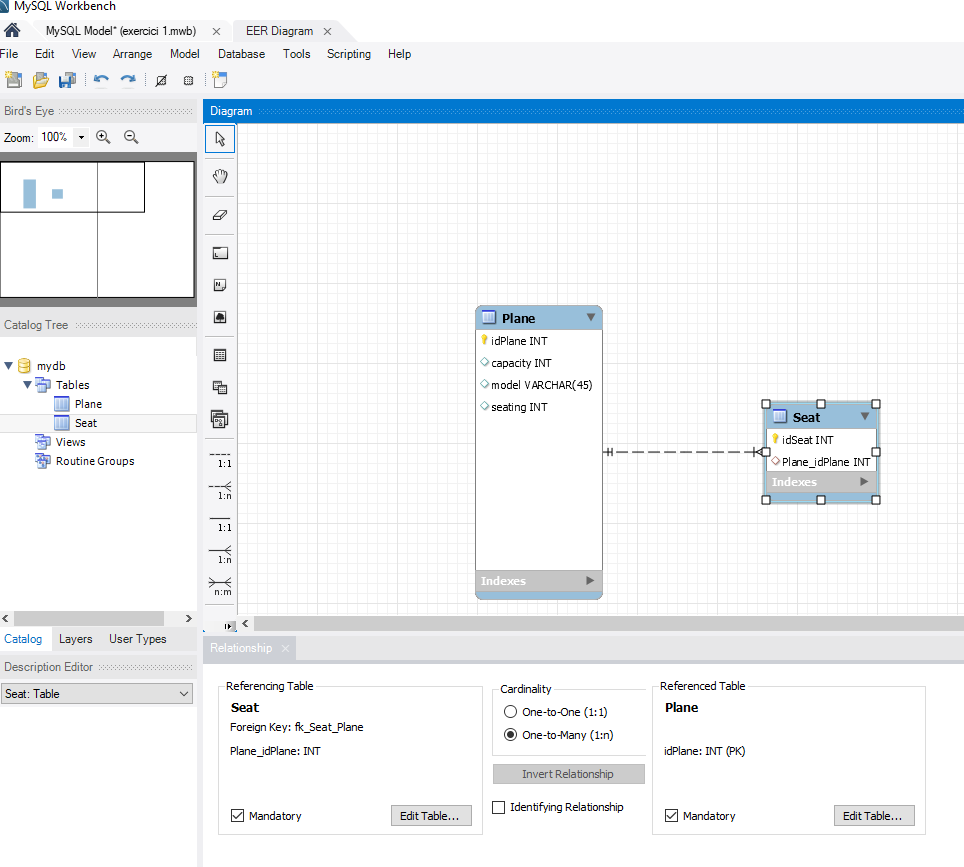 MySQL Workbench
MySQL Model* (exercici 1.mwb) × EER Diagram ×
File Edit View Arrange Model Database Tools Scripting Help
Bird's Eye
Zoom: 100%
Catalog Tree
mydb
Tables
Plane
Seat
Views
Routine Groups
Catalog Layers User Types
Description Editor
Seat: Table
Diagram
1:1
1:n
1:1
1:n
n:m
Plane
idPlane INT
capacity INT
model VARCHAR(45)
seating INT
Indexes
Seat
idSeat INT
Plane_idPlane INT
Indexes
Relationship ×
Referencing Table
Seat
Foreign Key: fk_Seat_Plane
Plane_idPlane: INT
Mandatory
Edit Table...
Cardinality
One-to-One (1:1)
One-to-Many (1:n)
Invert Relationship
Identifying Relationship
Referenced Table
Plane
idPlane: INT (PK)
Mandatory
Edit Table...